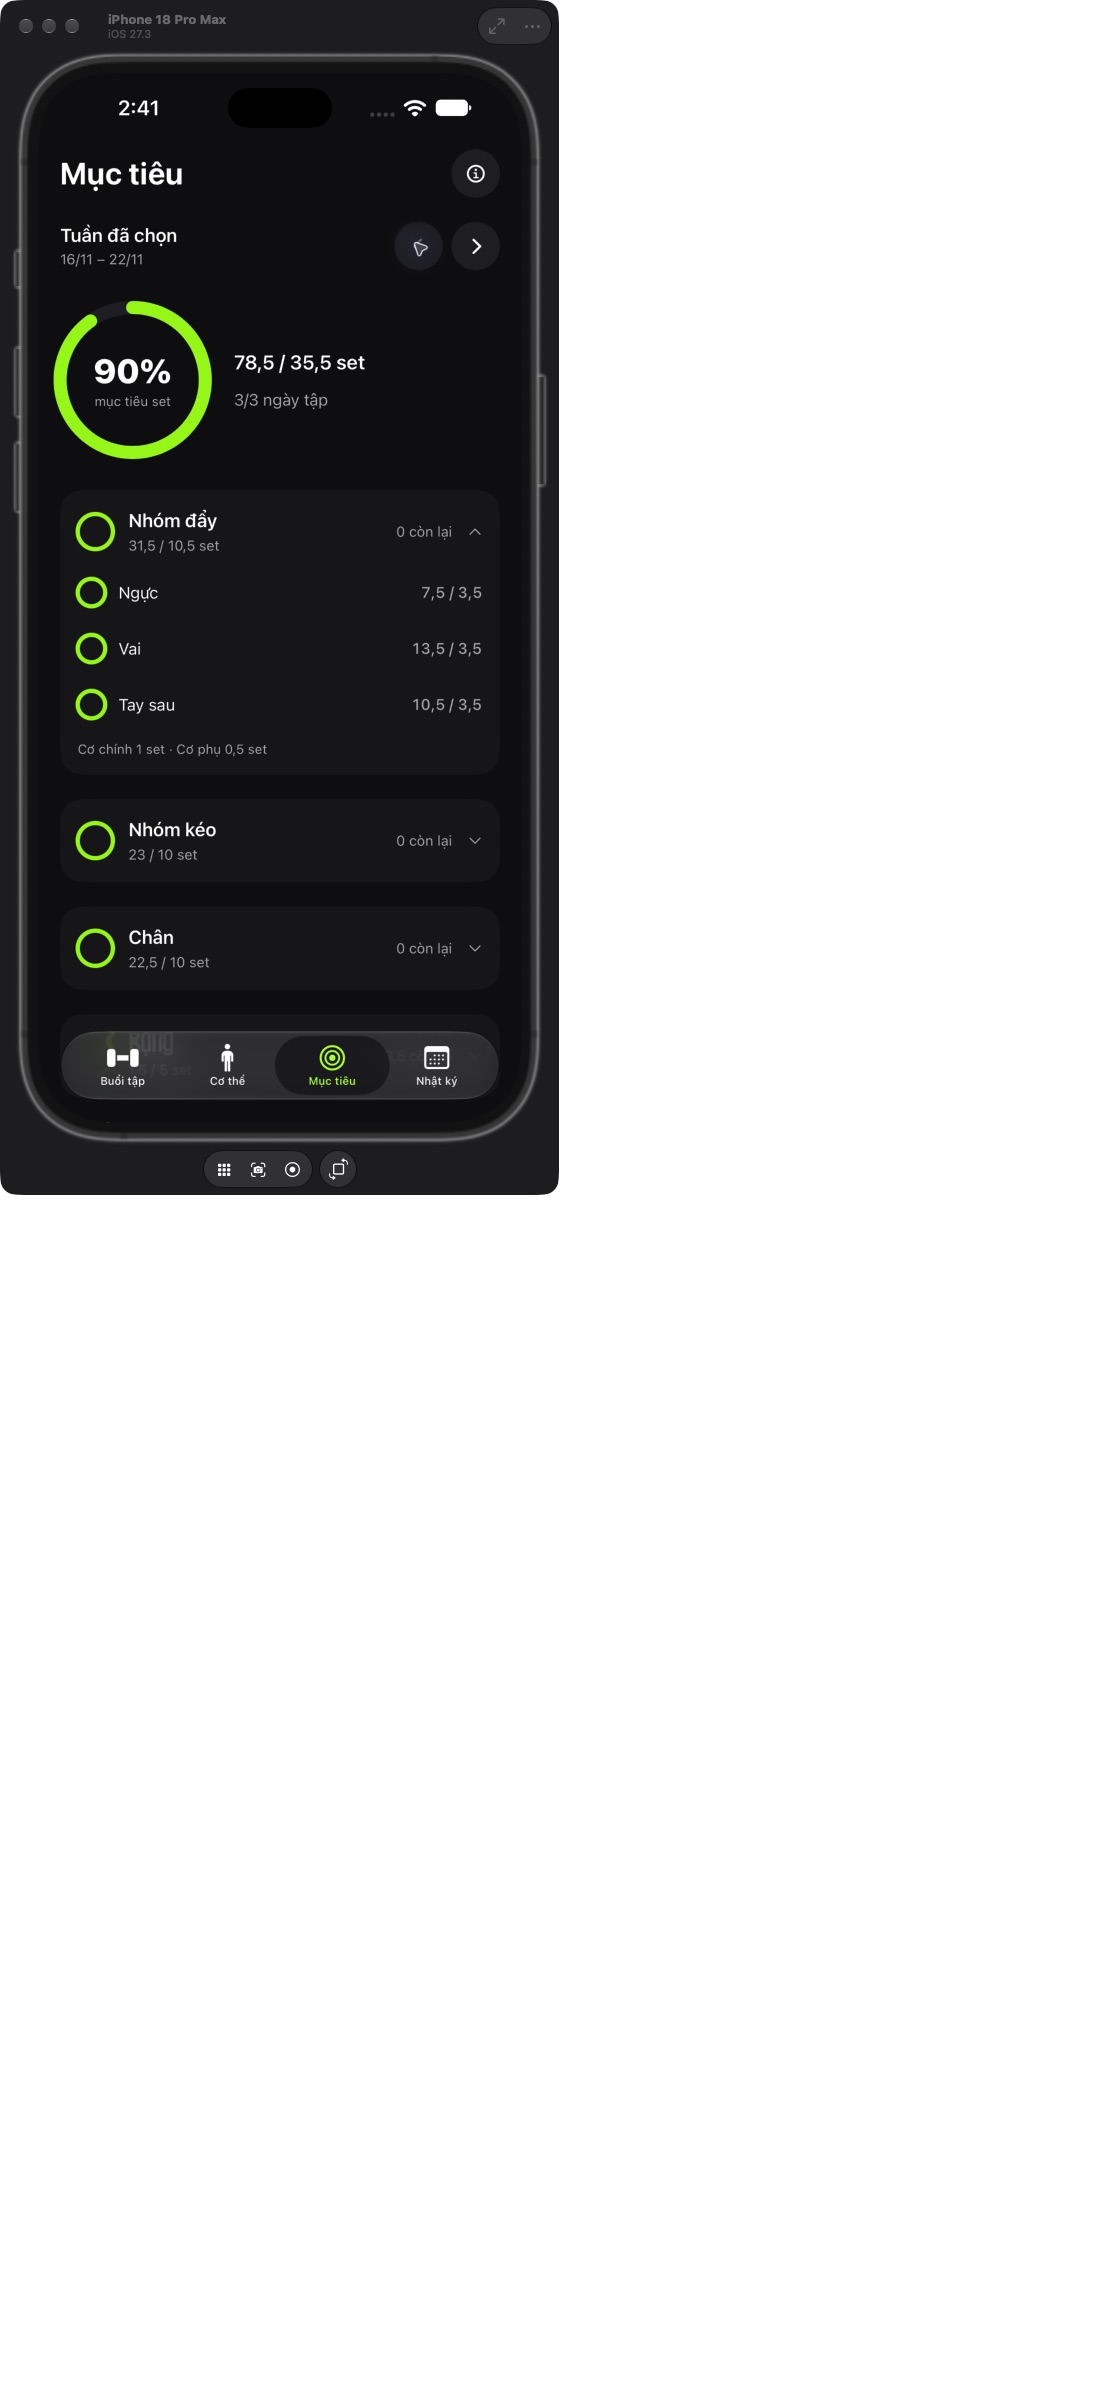 iPhone 18 Pro Max
iOS 27.3
2:41
Mục tiêu
Tuần đã chọn
16/11 – 22/11
90%
mục tiêu set
78,5 / 35,5 set
3/3 ngày tập
Nhóm đẩy
31,5 / 10,5 set
0 còn lại
Ngực
7,5 / 3,5
Vai
13,5 / 3,5
Tay sau
10,5 / 3,5
Cơ chính 1 set · Cơ phụ 0,5 set
Nhóm kéo
23 / 10 set
0 còn lại
Chân
22,5 / 10 set
0 còn lại
Bụng
/ 5 set
Buổi tập
Cơ thể
Mục tiêu
Nhật ký